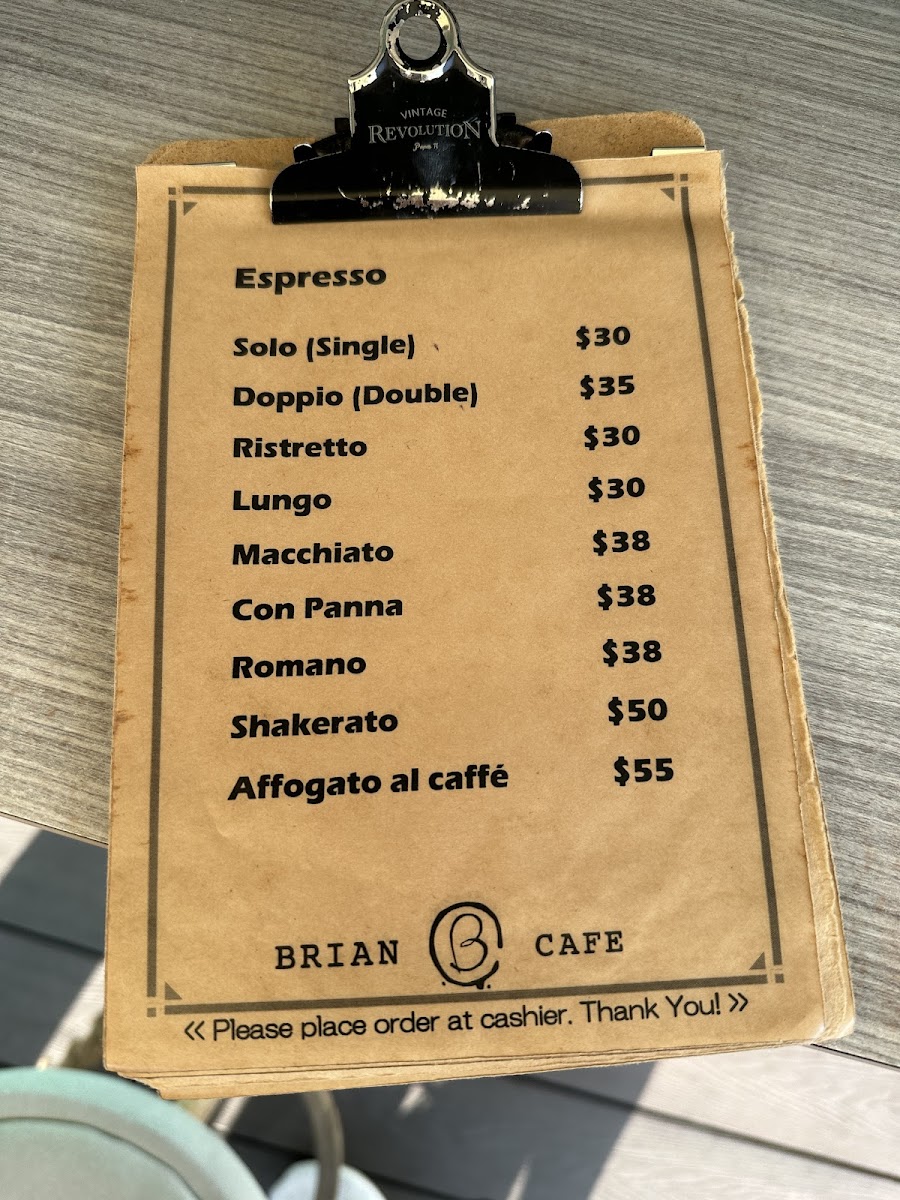 VINTAGE
REVOLUTION
Espresso
Solo (Single) $30
Doppio (Double) $35
Ristretto $30
Lungo $30
Macchiato $38
Con Panna $38
Romano $38
Shakerato $50
Affogato al caffé $55
BRIAN B CAFE
‹‹ Please place order at cashier. Thank You! ››